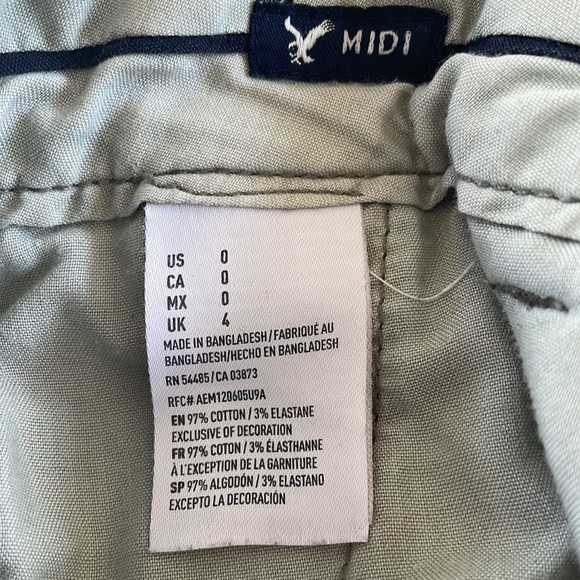 MIDI
US 0
CA 0
MX 0
UK 4
MADE IN BANGLADESH/FABRIQUÉ AU
BANGLADESH/HECHO EN BANGLADESH
RN 54485/CA 03873
RFC# AEM120605U9A
EN 97% COTTON/3% ELASTANE
EXCLUSIVE OF DECORATION
FR 97% COTON/3% ÉLASTHANNE
À L'EXCEPTION DE LA GARNITURE
SP 97% ALGODÓN/3% ELASTANO
EXCEPTO LA DECORACIÓN